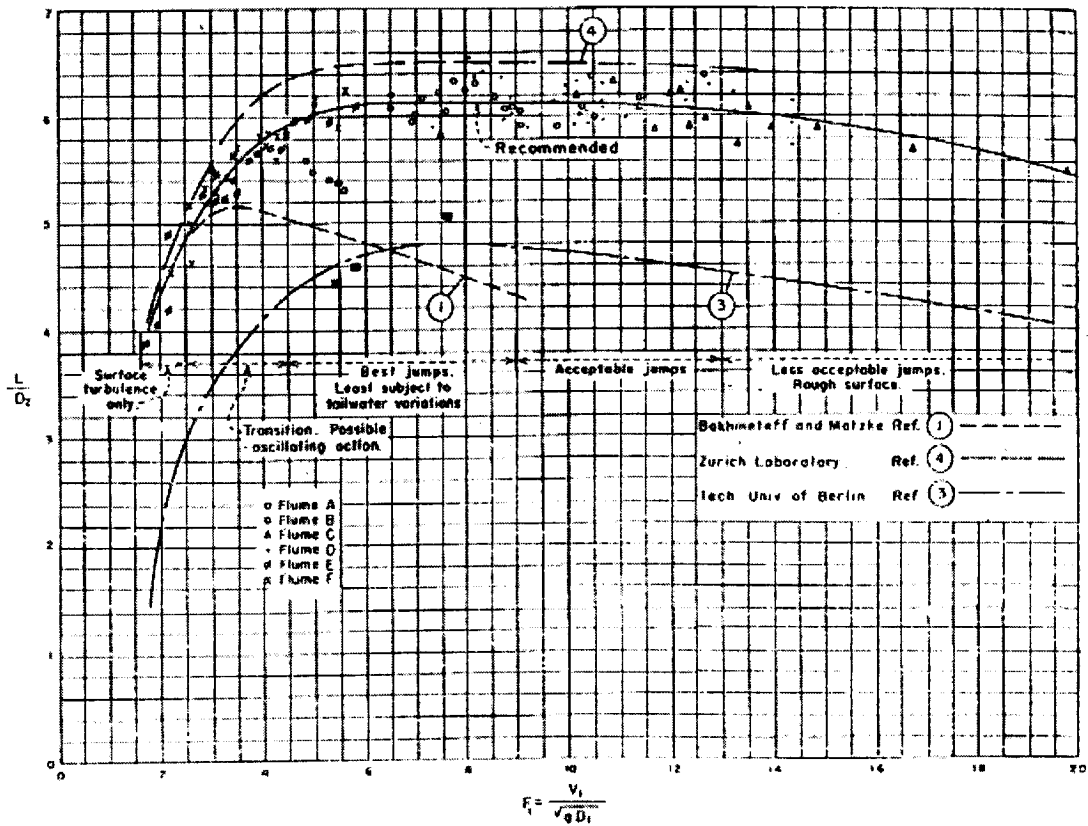 7
6
5
4
3
2
1
0
L
D₂
0
2
4
6
8
10
12
14
16
18
20
F₁ = V₁
√g D₁
4
Recommended
1
3
Surface
turbulence
only.
Best jumps.
Least subject to
tailwater variations
Acceptable jumps
Less acceptable jumps.
Rough surface.
Transition. Possible
oscillating action.
Bakhmeteff and Matzke Ref. 1
Zurich Laboratory Ref. 4
Tech Univ of Berlin Ref 3
Flume A
Flume B
Flume C
Flume D
Flume E
Flume F